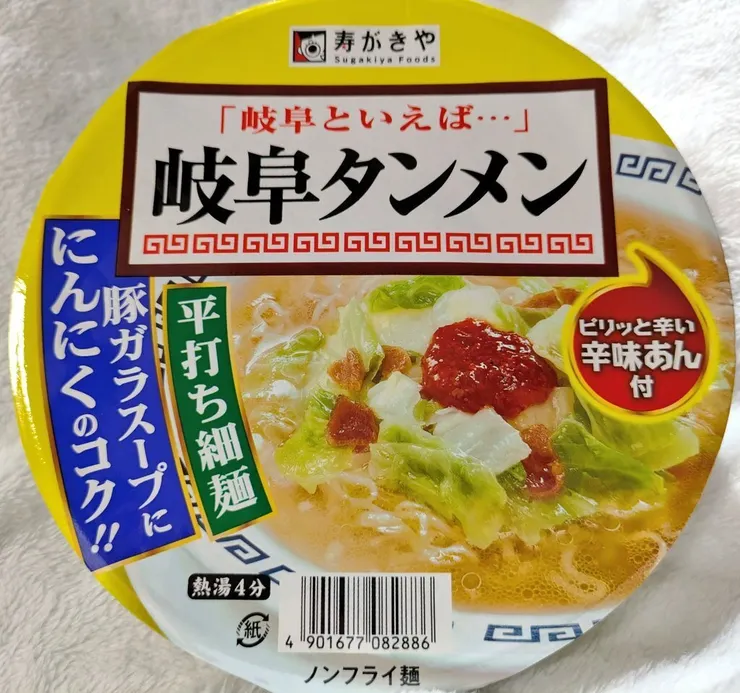 寿がきや
Sugakiya Foods
「岐阜といえば…」
岐阜タンメン
豚ガラスープに
にんにくのコク!!
平打ち細麺
ピリッと辛い
辛味あん
付
熱湯4分
紙
4 901677 082886
ノンフライ麺